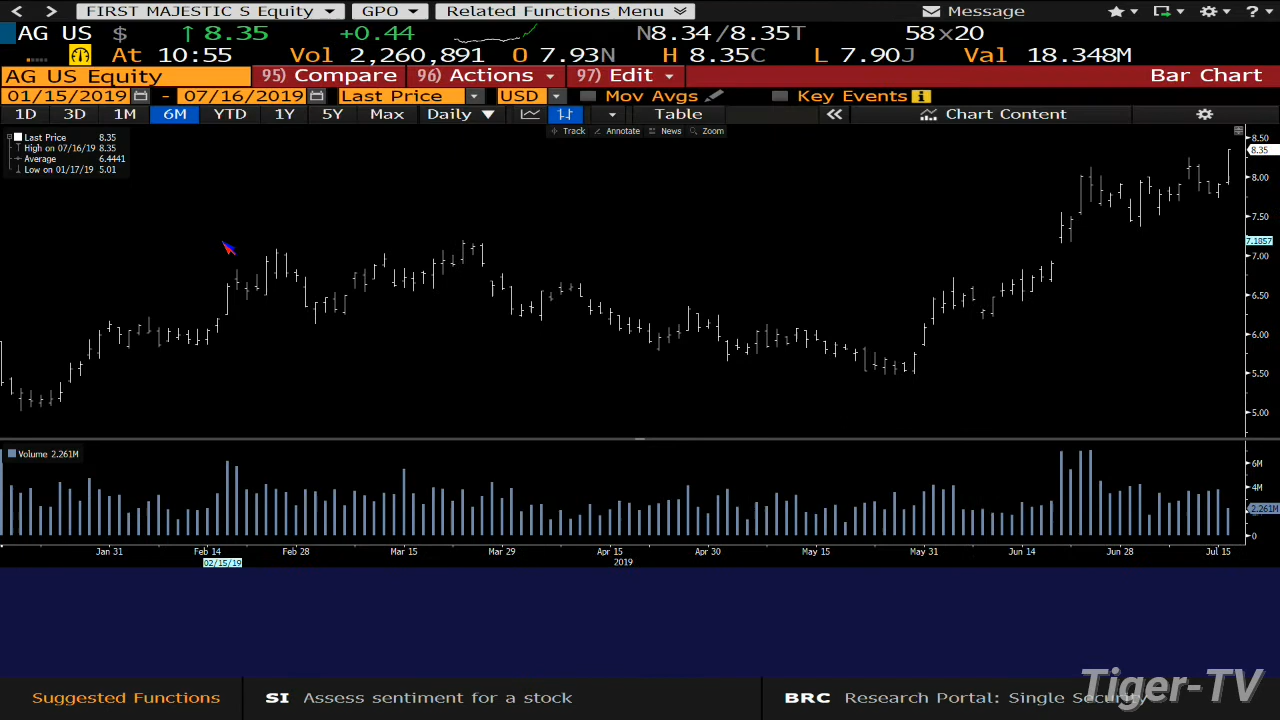 FIRST MAJESTIC S Equity GPO Related Functions Menu Message ?
AG US $ ↑ 8.35 +0.44 N8.34/8.35T 58x20
At 10:55 Vol 2,260,891 O 7.93N H 8.35C L 7.90J Val 18.348M
AG US Equity 95) Compare 96) Actions 97) Edit Bar Chart
01/15/2019 - 07/16/2019 Last Price USD Mov Avgs Key Events i
1D 3D 1M 6M YTD 1Y 5Y Max Daily Table Chart Content
Track Annotate News Zoom
Last Price 8.35
High on 07/16/19 8.35
Average 6.4441
Low on 01/17/19 5.01
8.50
8.35
8.00
7.50
7.1857
7.00
6.50
6.00
5.50
5.00
Volume 2.261M
6M
4M
2.261M
0
Jan 31 Feb 14 Feb 28 Mar 15 Mar 29 Apr 15 Apr 30 May 15 May 31 Jun 14 Jun 28 Jul 15
02/15/19 2019
Suggested Functions SI Assess sentiment for a stock BRC Research Portal: Single Security
Tiger-TV